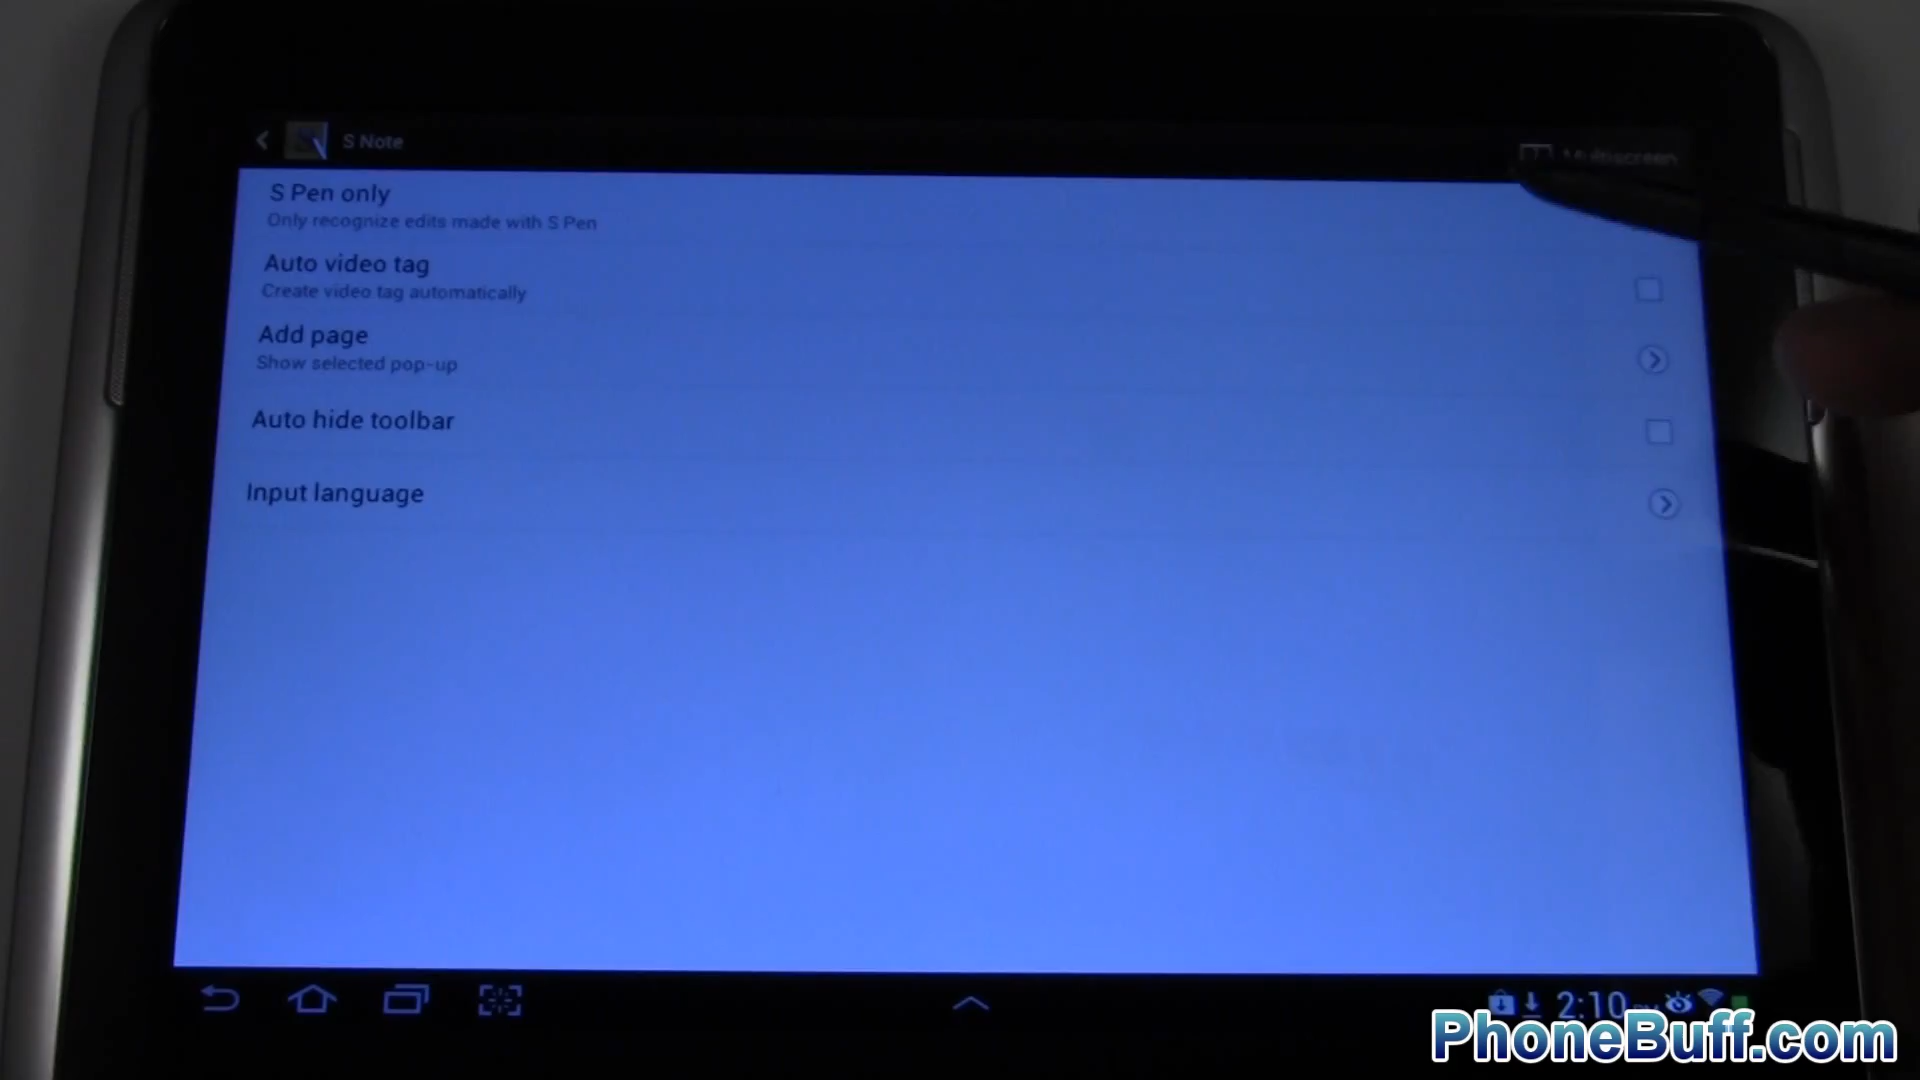 S Note
Multiscreen
S Pen only
Only recognize edits made with S Pen
Auto video tag
Create video tag automatically
Add page
Show selected pop-up
Auto hide toolbar
Input language
2:10
PhoneBuff.com